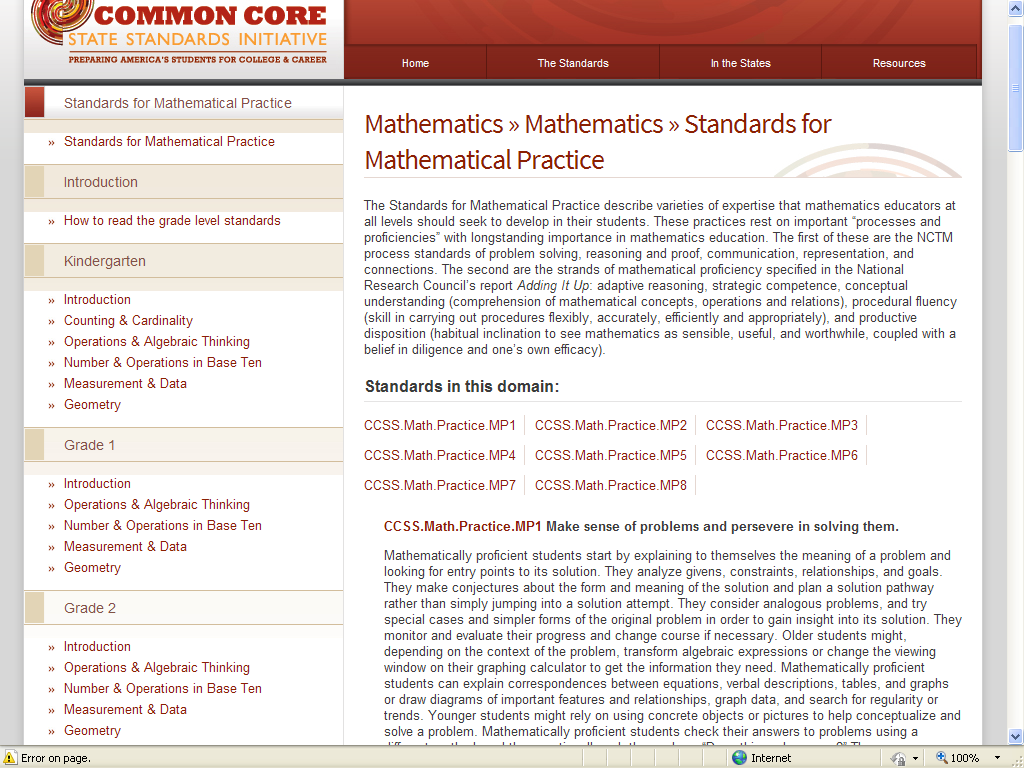 COMMON CORE
STATE STANDARDS INITIATIVE
PREPARING AMERICA'S STUDENTS FOR COLLEGE & CAREER
Home
The Standards
In the States
Resources
Standards for Mathematical Practice
» Standards for Mathematical Practice
Introduction
» How to read the grade level standards
Kindergarten
» Introduction
» Counting & Cardinality
» Operations & Algebraic Thinking
» Number & Operations in Base Ten
» Measurement & Data
» Geometry
Grade 1
» Introduction
» Operations & Algebraic Thinking
» Number & Operations in Base Ten
» Measurement & Data
» Geometry
Grade 2
» Introduction
» Operations & Algebraic Thinking
» Number & Operations in Base Ten
» Measurement & Data
» Geometry
Mathematics » Mathematics » Standards for
Mathematical Practice
The Standards for Mathematical Practice describe varieties of expertise that mathematics educators at
all levels should seek to develop in their students. These practices rest on important “processes and
proficiencies” with longstanding importance in mathematics education. The first of these are the NCTM
process standards of problem solving, reasoning and proof, communication, representation, and
connections. The second are the strands of mathematical proficiency specified in the National
Research Council’s report Adding It Up: adaptive reasoning, strategic competence, conceptual
understanding (comprehension of mathematical concepts, operations and relations), procedural fluency
(skill in carrying out procedures flexibly, accurately, efficiently and appropriately), and productive
disposition (habitual inclination to see mathematics as sensible, useful, and worthwhile, coupled with a
belief in diligence and one’s own efficacy).
Standards in this domain:
CCSS.Math.Practice.MP1 CCSS.Math.Practice.MP2 CCSS.Math.Practice.MP3
CCSS.Math.Practice.MP4 CCSS.Math.Practice.MP5 CCSS.Math.Practice.MP6
CCSS.Math.Practice.MP7 CCSS.Math.Practice.MP8
CCSS.Math.Practice.MP1 Make sense of problems and persevere in solving them.
Mathematically proficient students start by explaining to themselves the meaning of a problem and
looking for entry points to its solution. They analyze givens, constraints, relationships, and goals.
They make conjectures about the form and meaning of the solution and plan a solution pathway
rather than simply jumping into a solution attempt. They consider analogous problems, and try
special cases and simpler forms of the original problem in order to gain insight into its solution. They
monitor and evaluate their progress and change course if necessary. Older students might,
depending on the context of the problem, transform algebraic expressions or change the viewing
window on their graphing calculator to get the information they need. Mathematically proficient
students can explain correspondences between equations, verbal descriptions, tables, and graphs
or draw diagrams of important features and relationships, graph data, and search for regularity or
trends. Younger students might rely on using concrete objects or pictures to help conceptualize and
solve a problem. Mathematically proficient students check their answers to problems using a
Error on page.
Internet
100%